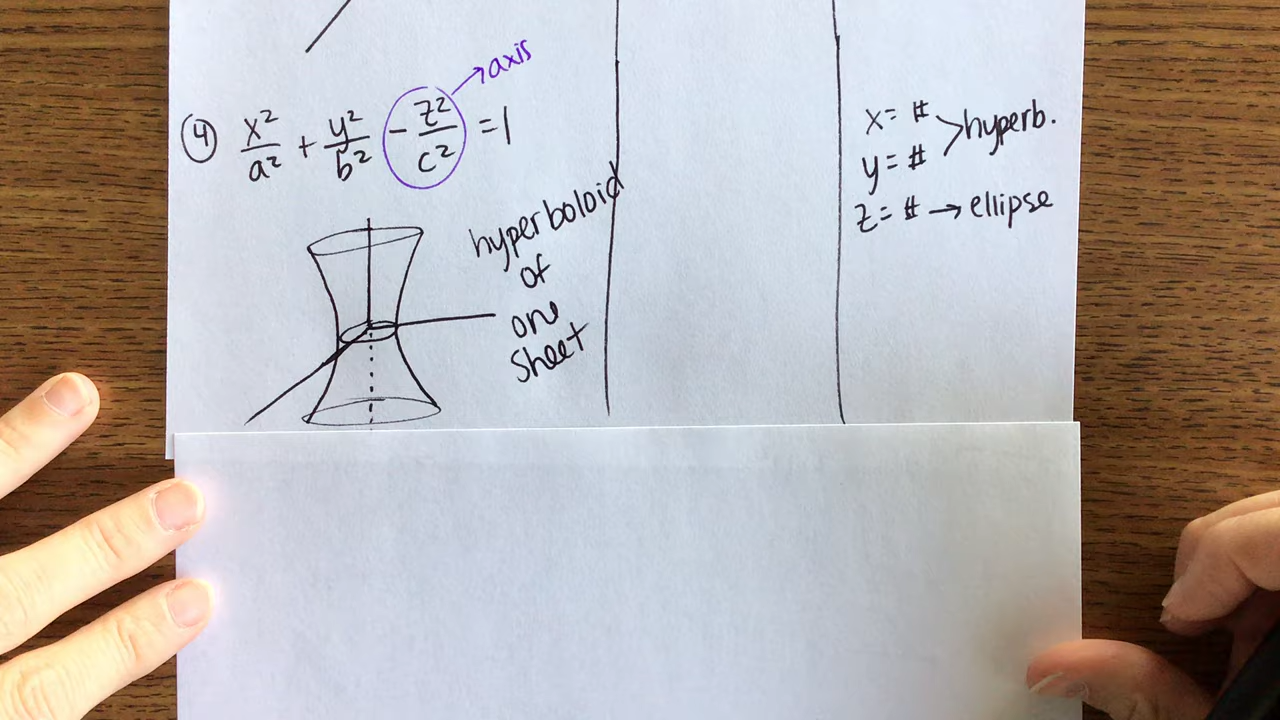 →axis
④ x²/a² + y²/b² - z²/c² = 1
hyperboloid
of
one
sheet
x= #
y= #
>hyperb.
z= # → ellipse